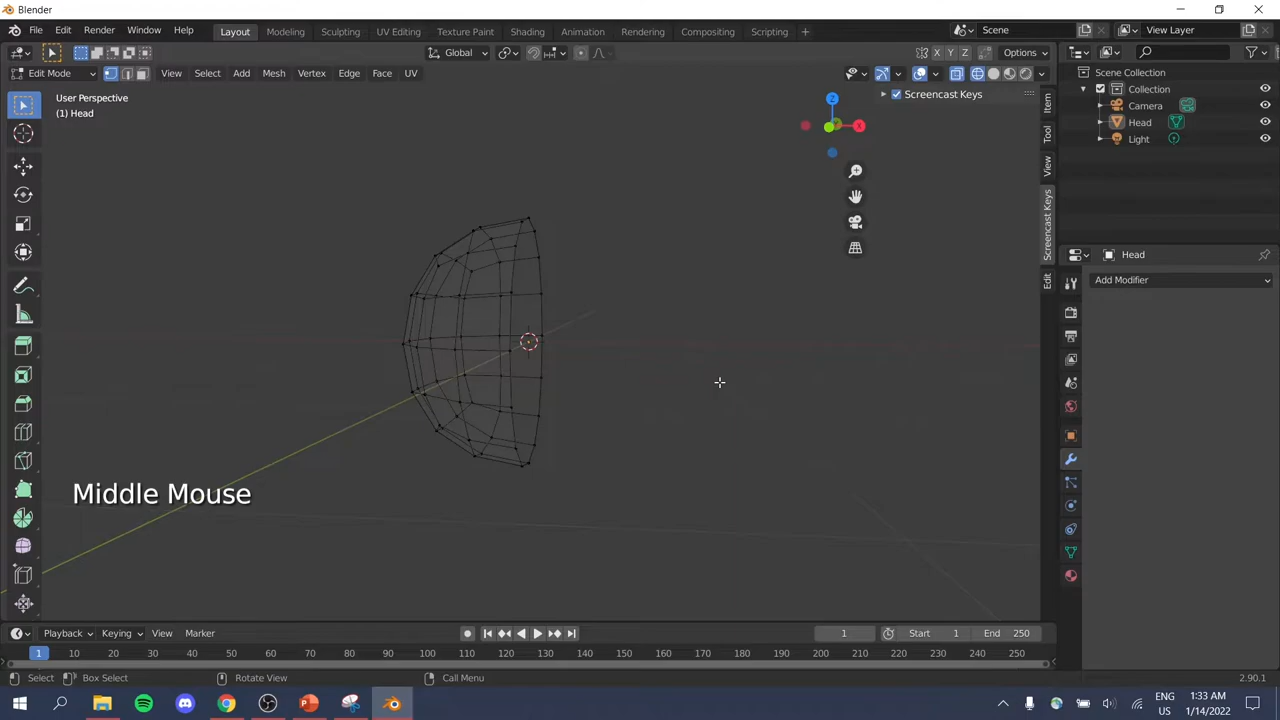 Blender
File Edit Render Window Help Layout Modeling Sculpting UV Editing Texture Paint Shading Animation Rendering Compositing Scripting + Scene View Layer
Global X Y Z Options
Edit Mode View Select Add Mesh Vertex Edge Face UV
User Perspective
(1) Head
Screencast Keys
Z
X
Item
Tool
View
Screencast Keys
Edit
Scene Collection
Collection
Camera
Head
Light
Head
Add Modifier
Middle Mouse
Playback Keying View Marker 1 Start 1 End 250
1 10 20 30 40 50 60 70 80 90 100 110 120 130 140 150 160 170 180 190 200 210 220 230 240 250
Select Box Select Rotate View Call Menu 2.90.1
ENG
US
1:33 AM
1/14/2022